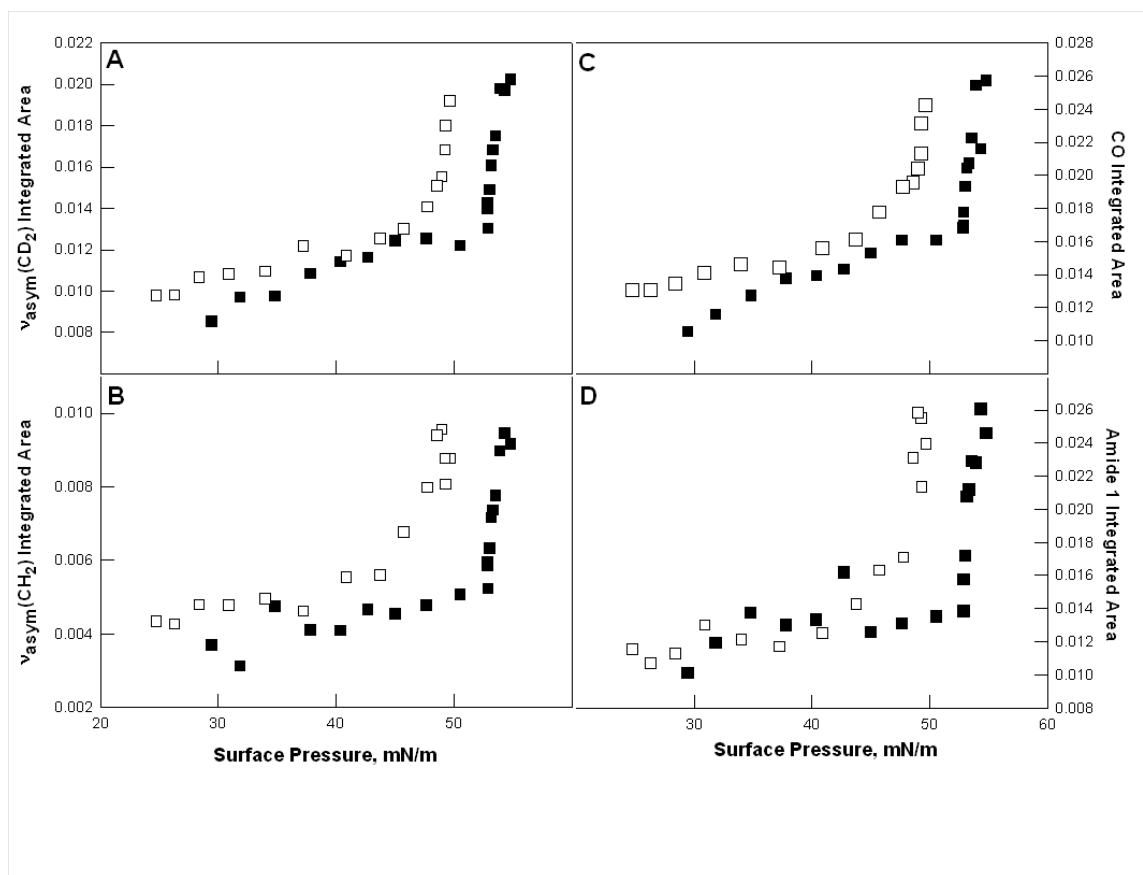 A
0.022
0.020
0.018
0.016
0.014
0.012
0.010
0.008
νasym(CD2) Integrated Area
C
0.028
0.026
0.024
0.022
0.020
0.018
0.016
0.014
0.012
0.010
CO Integrated Area
B
0.010
0.008
0.006
0.004
0.002
νasym(CH2) Integrated Area
20 30 40 50
Surface Pressure, mN/m
D
0.026
0.024
0.022
0.020
0.018
0.016
0.014
0.012
0.010
0.008
Amide 1 Integrated Area
30 40 50 60
Surface Pressure, mN/m